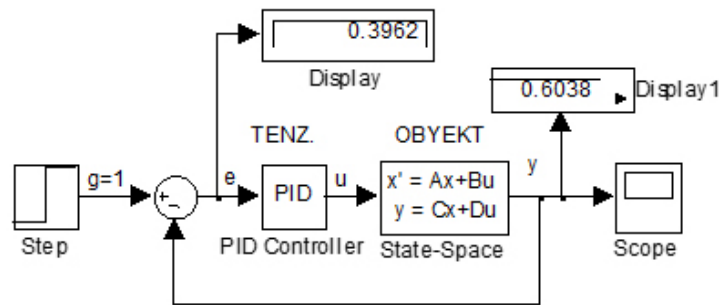 0.3962
Display
0.6038
Display1
TENZ.
OBYEKT
g=1
e
PID
u
x' = Ax+Bu
y = Cx+Du
y
Step
PID Controller
State-Space
Scope